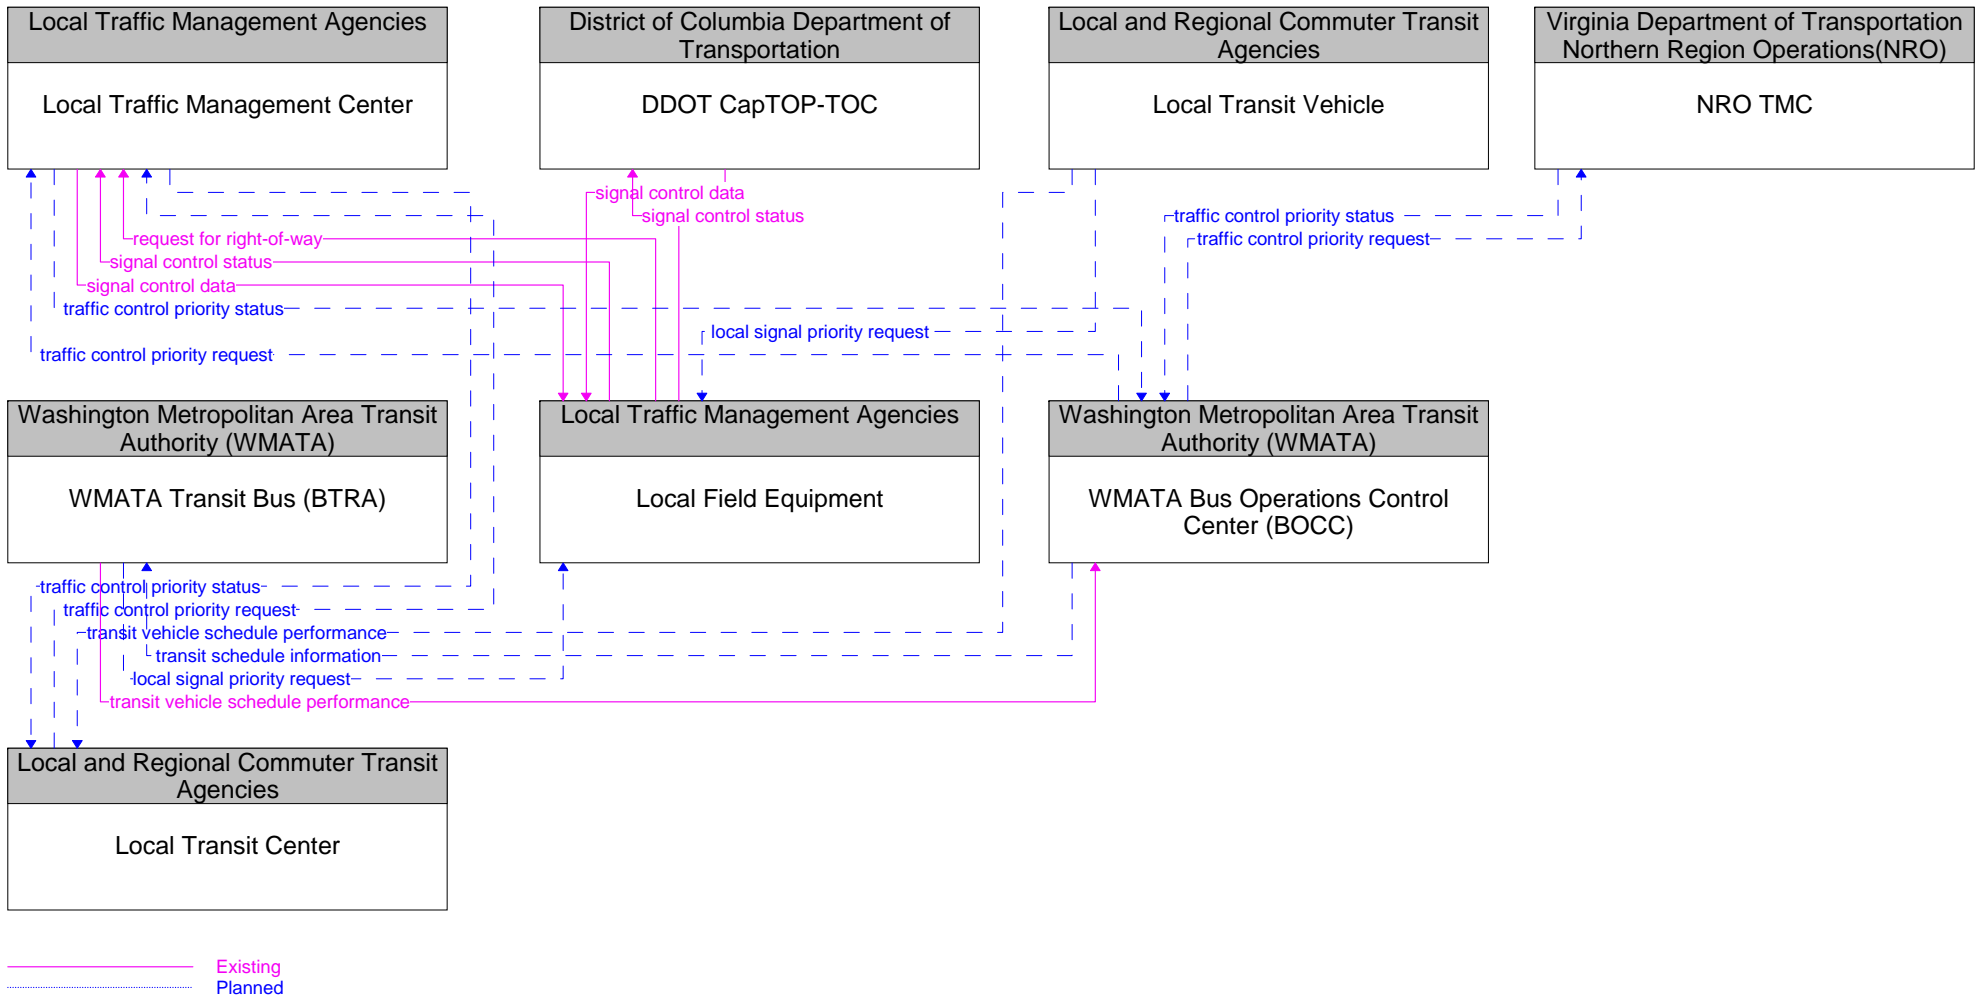 Local Traffic Management Agencies
Local Traffic Management Center
District of Columbia Department of
Transportation
DDOT CapTOP-TOC
Local and Regional Commuter Transit
Agencies
Local Transit Vehicle
Virginia Department of Transportation
Northern Region Operations(NRO)
NRO TMC
signal control data
signal control status
traffic control priority status
traffic control priority request
request for right-of-way
signal control status
signal control data
traffic control priority status
local signal priority request
traffic control priority request
Washington Metropolitan Area Transit
Authority (WMATA)
WMATA Transit Bus (BTRA)
Local Traffic Management Agencies
Local Field Equipment
Washington Metropolitan Area Transit
Authority (WMATA)
WMATA Bus Operations Control
Center (BOCC)
traffic control priority status
traffic control priority request
transit vehicle schedule performance
transit schedule information
local signal priority request
transit vehicle schedule performance
Local and Regional Commuter Transit
Agencies
Local Transit Center
Existing
Planned